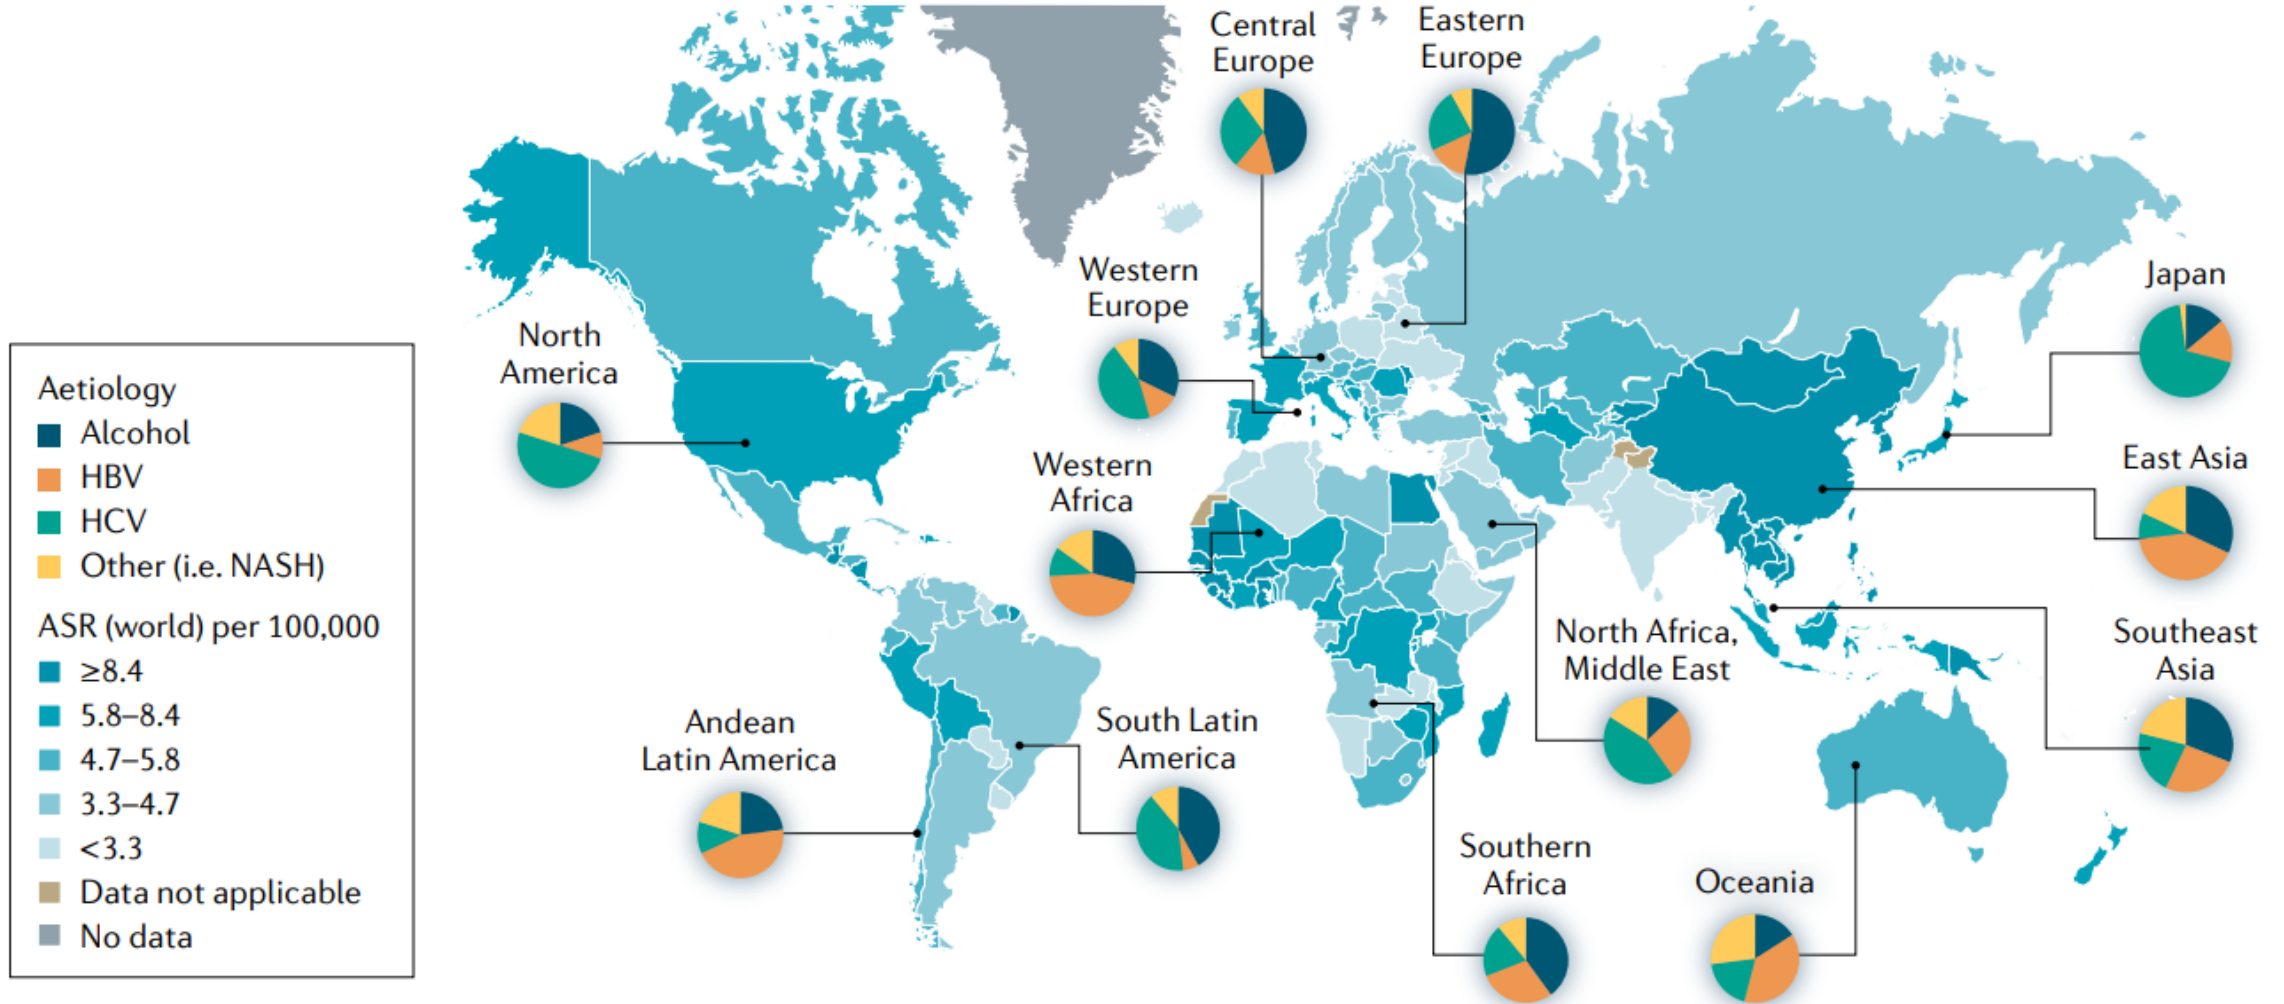 Central
Europe
Eastern
Europe
Western
Europe
Japan
North
America
Aetiology
Alcohol
HBV
HCV
Other (i.e. NASH)
ASR (world) per 100,000
≥8.4
5.8–8.4
4.7–5.8
3.3–4.7
<3.3
Data not applicable
No data
Western
Africa
East Asia
North Africa,
Middle East
Southeast
Asia
Andean
Latin America
South Latin
America
Southern
Africa
Oceania